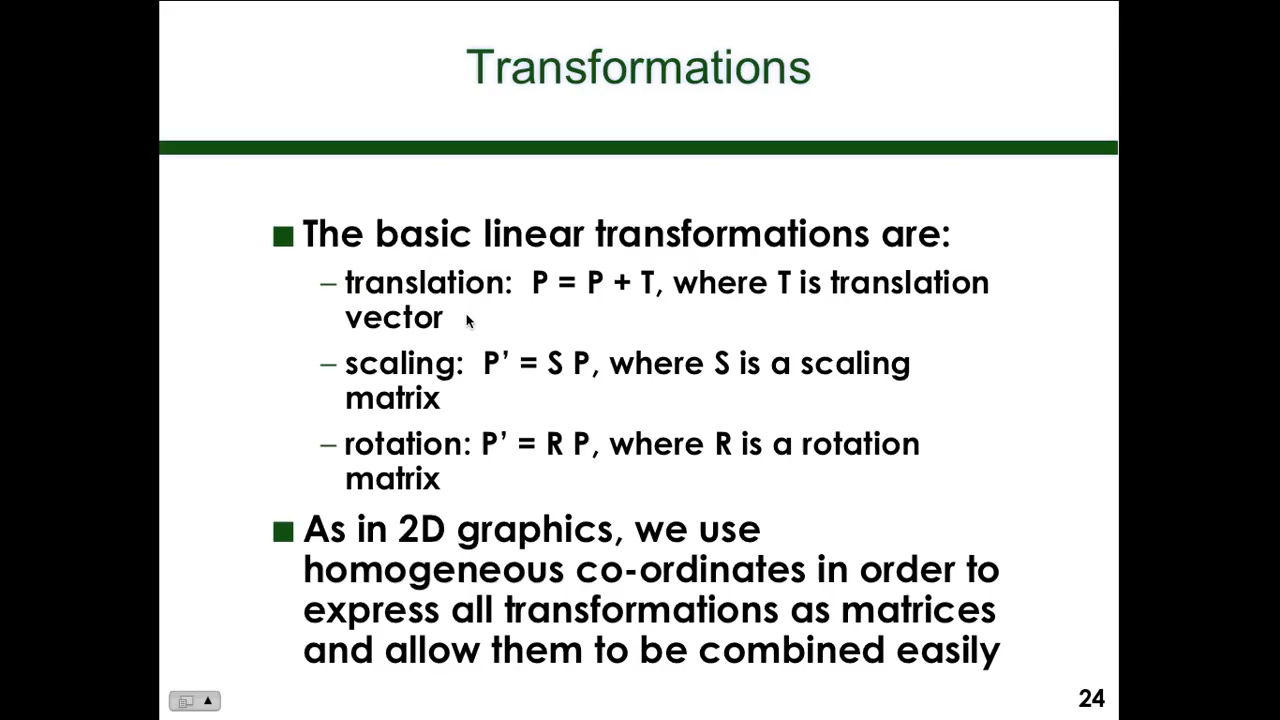 Transformations
■ The basic linear transformations are:
– translation: P = P + T, where T is translation
vector
– scaling: P’ = S P, where S is a scaling
matrix
– rotation: P’ = R P, where R is a rotation
matrix
■ As in 2D graphics, we use
homogeneous co-ordinates in order to
express all transformations as matrices
and allow them to be combined easily
24